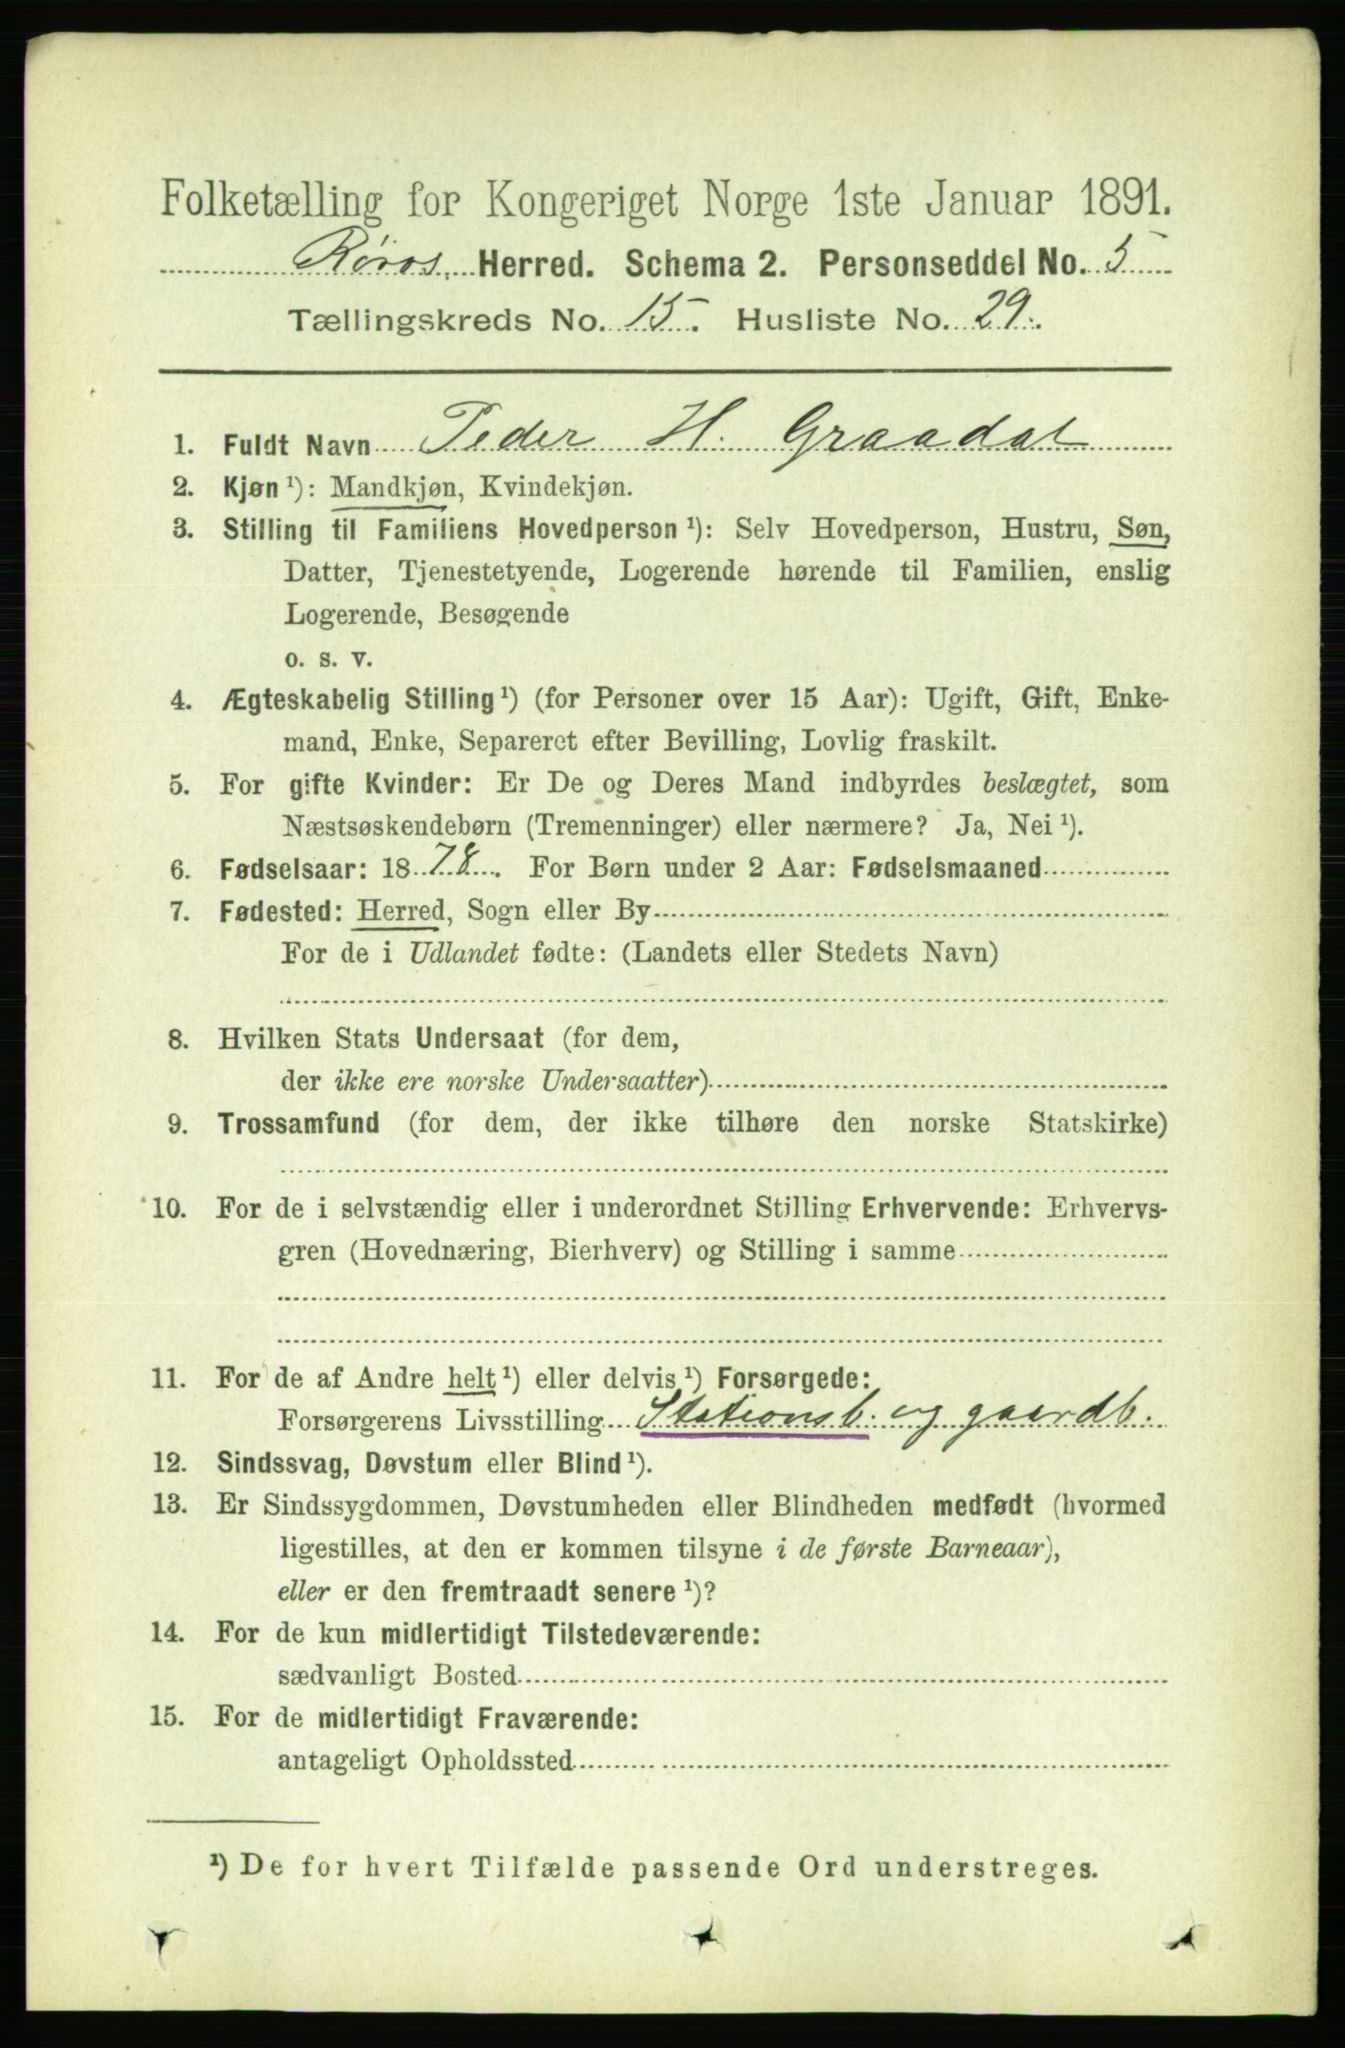 Folketælling for Kongeriget Norge 1ste Januar 1891.
Røros. Herred. Schema 2. Personseddel No. 5
Tællingskreds No. 15. Husliste No. 29.
1. Fuldt Navn Peder H. Graadal
2. Kjøn ¹): Mandkjøn, Kvindekjøn.
3. Stilling til Familiens Hovedperson ¹): Selv Hovedperson, Hustru, Søn,
Datter, Tjenestetyende, Logerende hørende til Familien, enslig
Logerende, Besøgende
o. s. v.
4. Ægteskabelig Stilling ¹) (for Personer over 15 Aar): Ugift, Gift, Enke-
mand, Enke, Separeret efter Bevilling, Lovlig fraskilt.
5. For gifte Kvinder: Er De og Deres Mand indbyrdes beslægtet, som
Næstsøskendebørn (Tremenninger) eller nærmere? Ja, Nei ¹).
6. Fødselsaar: 1878. For Børn under 2 Aar: Fødselsmaaned
7. Fødested: Herred, Sogn eller By
For de i Udlandet fødte: (Landets eller Stedets Navn)
8. Hvilken Stats Undersaat (for dem,
der ikke ere norske Undersaatter)
9. Trossamfund (for dem, der ikke tilhøre den norske Statskirke)
10. For de i selvstændig eller i underordnet Stilling Erhvervende: Erhvervs-
gren (Hovednæring, Bierhverv) og Stilling i samme
11. For de af Andre helt ¹) eller delvis ¹) Forsørgede:
Forsørgerens Livsstilling Stationsb. og gaardb.
12. Sindssvag, Døvstum eller Blind ¹).
13. Er Sindssygdommen, Døvstumheden eller Blindheden medfødt (hvormed
ligestilles, at den er kommen tilsyne i de første Barneaar),
eller er den fremtraadt senere ¹)?
14. For de kun midlertidigt Tilstedeværende:
sædvanligt Bosted
15. For de midlertidigt Fraværende:
antageligt Opholdssted
¹) De for hvert Tilfælde passende Ord understreges.